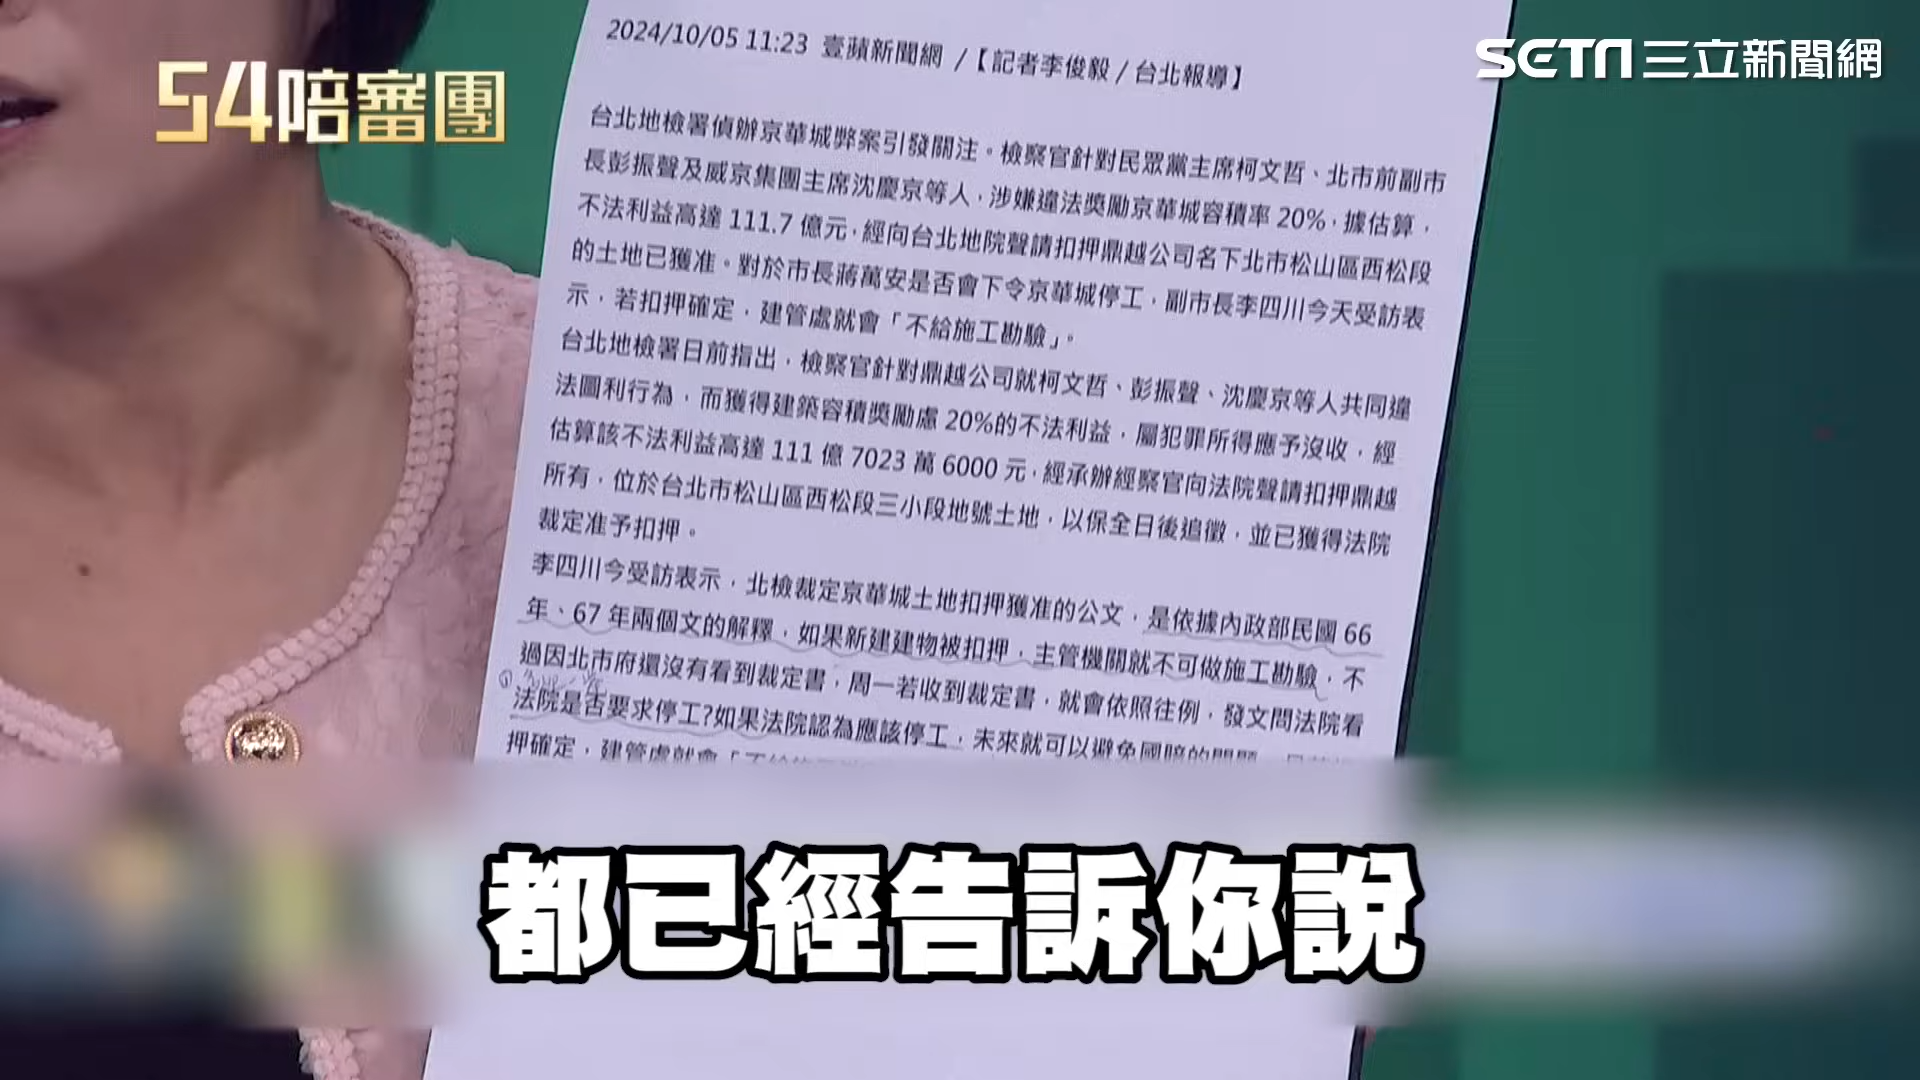 54陪審團
SETN三立新聞網
2024/10/05 11:23 壹蘋新聞網 /【記者李俊毅/台北報導】
台北地檢署偵辦京華城弊案引發關注。檢察官針對民眾黨主席柯文哲、北市前副市
長彭振聲及威京集團主席沈慶京等人，涉嫌違法獎勵京華城容積率 20%，據估算，
不法利益高達 111.7 億元，經向台北地院聲請扣押鼎越公司名下北市松山區西松段
的土地已獲准。對於市長蔣萬安是否會下令京華城停工，副市長李四川今天受訪表
示，若扣押確定，建管處就會「不給施工勘驗」。
台北地檢署日前指出，檢察官針對鼎越公司就柯文哲、彭振聲、沈慶京等人共同違
法圖利行為，而獲得建築容積獎勵慮 20%的不法利益，屬犯罪所得應予沒收，經
估算該不法利益高達 111 億 7023 萬 6000 元，經承辦經察官向法院聲請扣押鼎越
所有，位於台北市松山區西松段三小段地號土地，以保全日後追徵，並已獲得法院
裁定准予扣押。
李四川今受訪表示，北檢裁定京華城土地扣押獲准的公文，是依據內政部民國 66
年、67 年兩個文的解釋，如果新建建物被扣押，主管機關就不可做施工勘驗，不
過因北市府還沒有看到裁定書，周一若收到裁定書，就會依照往例，發文問法院看
法院是否要求停工?如果法院認為應該停工，未來就可以避免國賠的問題
押確定，建管處就會「不給
都已經告訴你說